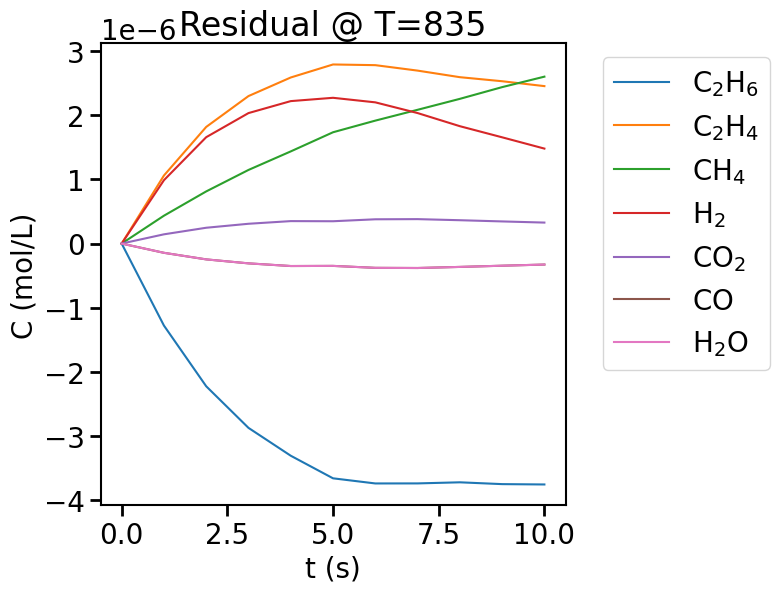 Residual @ T=835
1e−6
3
2
1
0
−1
−2
−3
−4
C (mol/L)
0.0 2.5 5.0 7.5 10.0
t (s)
C₂H₆
C₂H₄
CH₄
H₂
CO₂
CO
H₂O